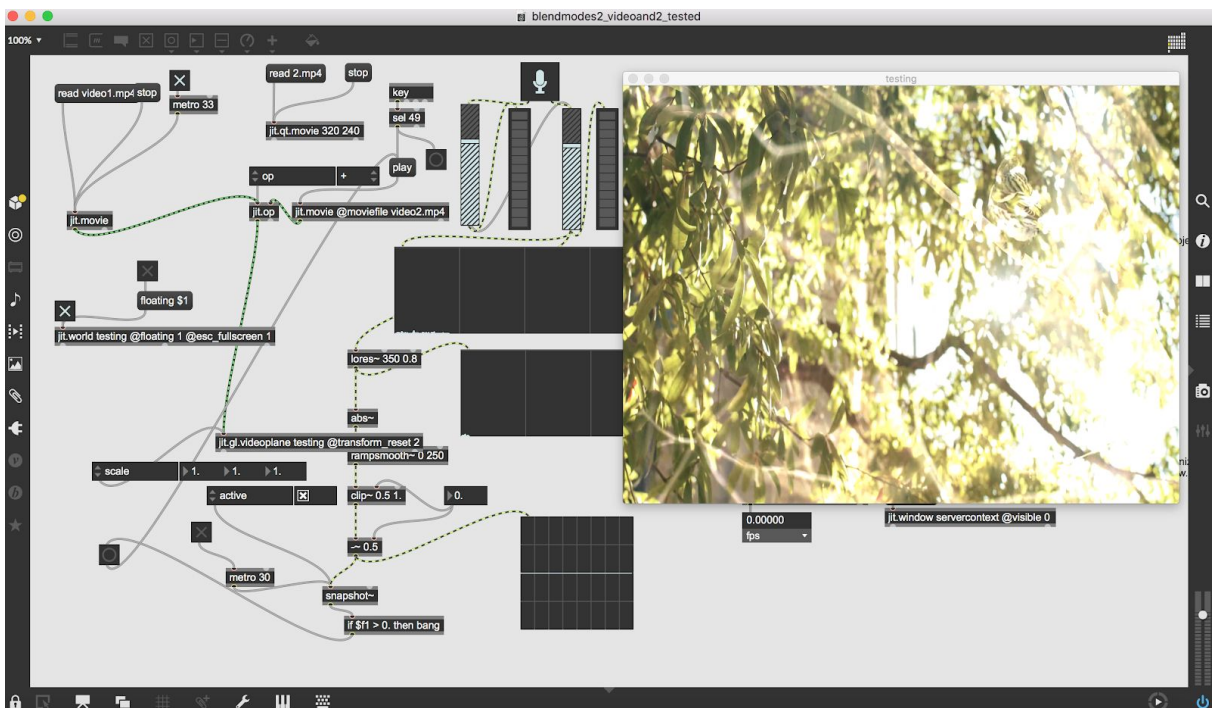 blendmodes2_videoand2_tested
100%
read video1.mp4
stop
metro 33
read 2.mp4
stop
key
sel 49
jit.qt.movie 320 240
play
op
+
jit.movie
jit.op
jit.movie @moviefile video2.mp4
floating $1
jit.world testing @floating 1 @esc_fullscreen 1
lores~ 350 0.8
abs~
jit.gl.videoplane testing @transform_reset 2
rampsmooth~ 0 250
scale
1.
1.
1.
active
clip~ 0.5 1.
0.
-~ 0.5
metro 30
snapshot~
if $f1 > 0. then bang
testing
0.00000
fps
jit.window servercontext @visible 0